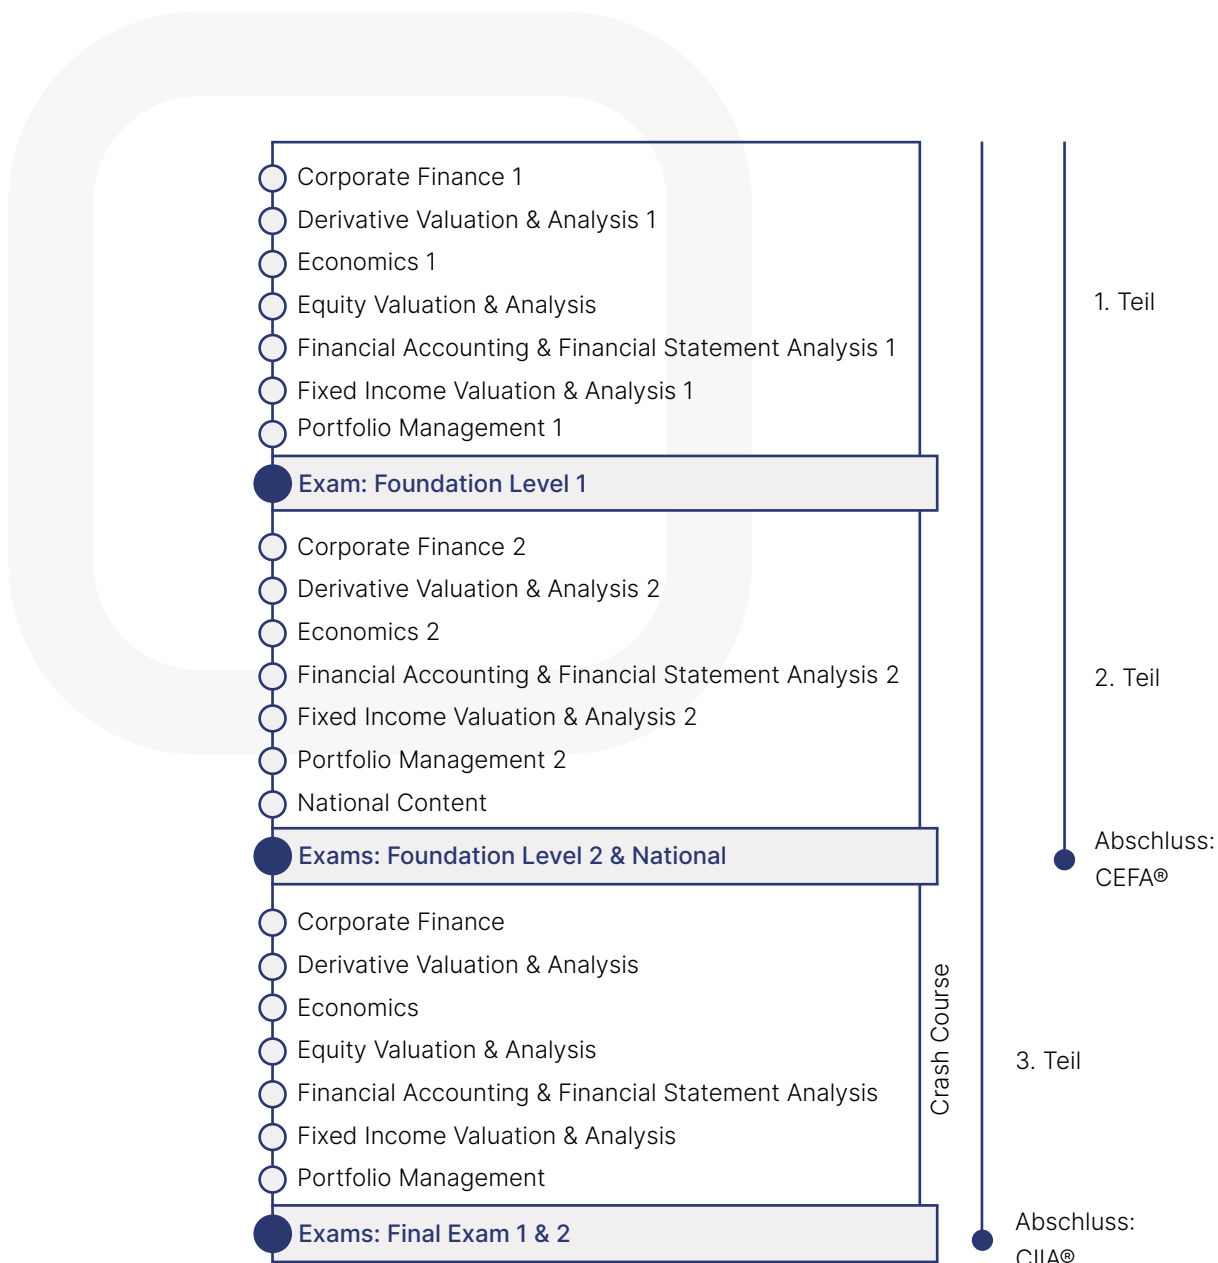 Corporate Finance 1
Derivative Valuation & Analysis 1
Economics 1
Equity Valuation & Analysis
1. Teil
Financial Accounting & Financial Statement Analysis 1
Fixed Income Valuation & Analysis 1
Portfolio Management 1
Exam: Foundation Level 1
Corporate Finance 2
Derivative Valuation & Analysis 2
Economics 2
Financial Accounting & Financial Statement Analysis 2
2. Teil
Fixed Income Valuation & Analysis 2
Portfolio Management 2
National Content
Exams: Foundation Level 2 & National
Abschluss:
CEFA®
Corporate Finance
Derivative Valuation & Analysis
Economics
Equity Valuation & Analysis
Financial Accounting & Financial Statement Analysis
Fixed Income Valuation & Analysis
Portfolio Management
Crash Course
3. Teil
Exams: Final Exam 1 & 2
Abschluss:
CIIA®